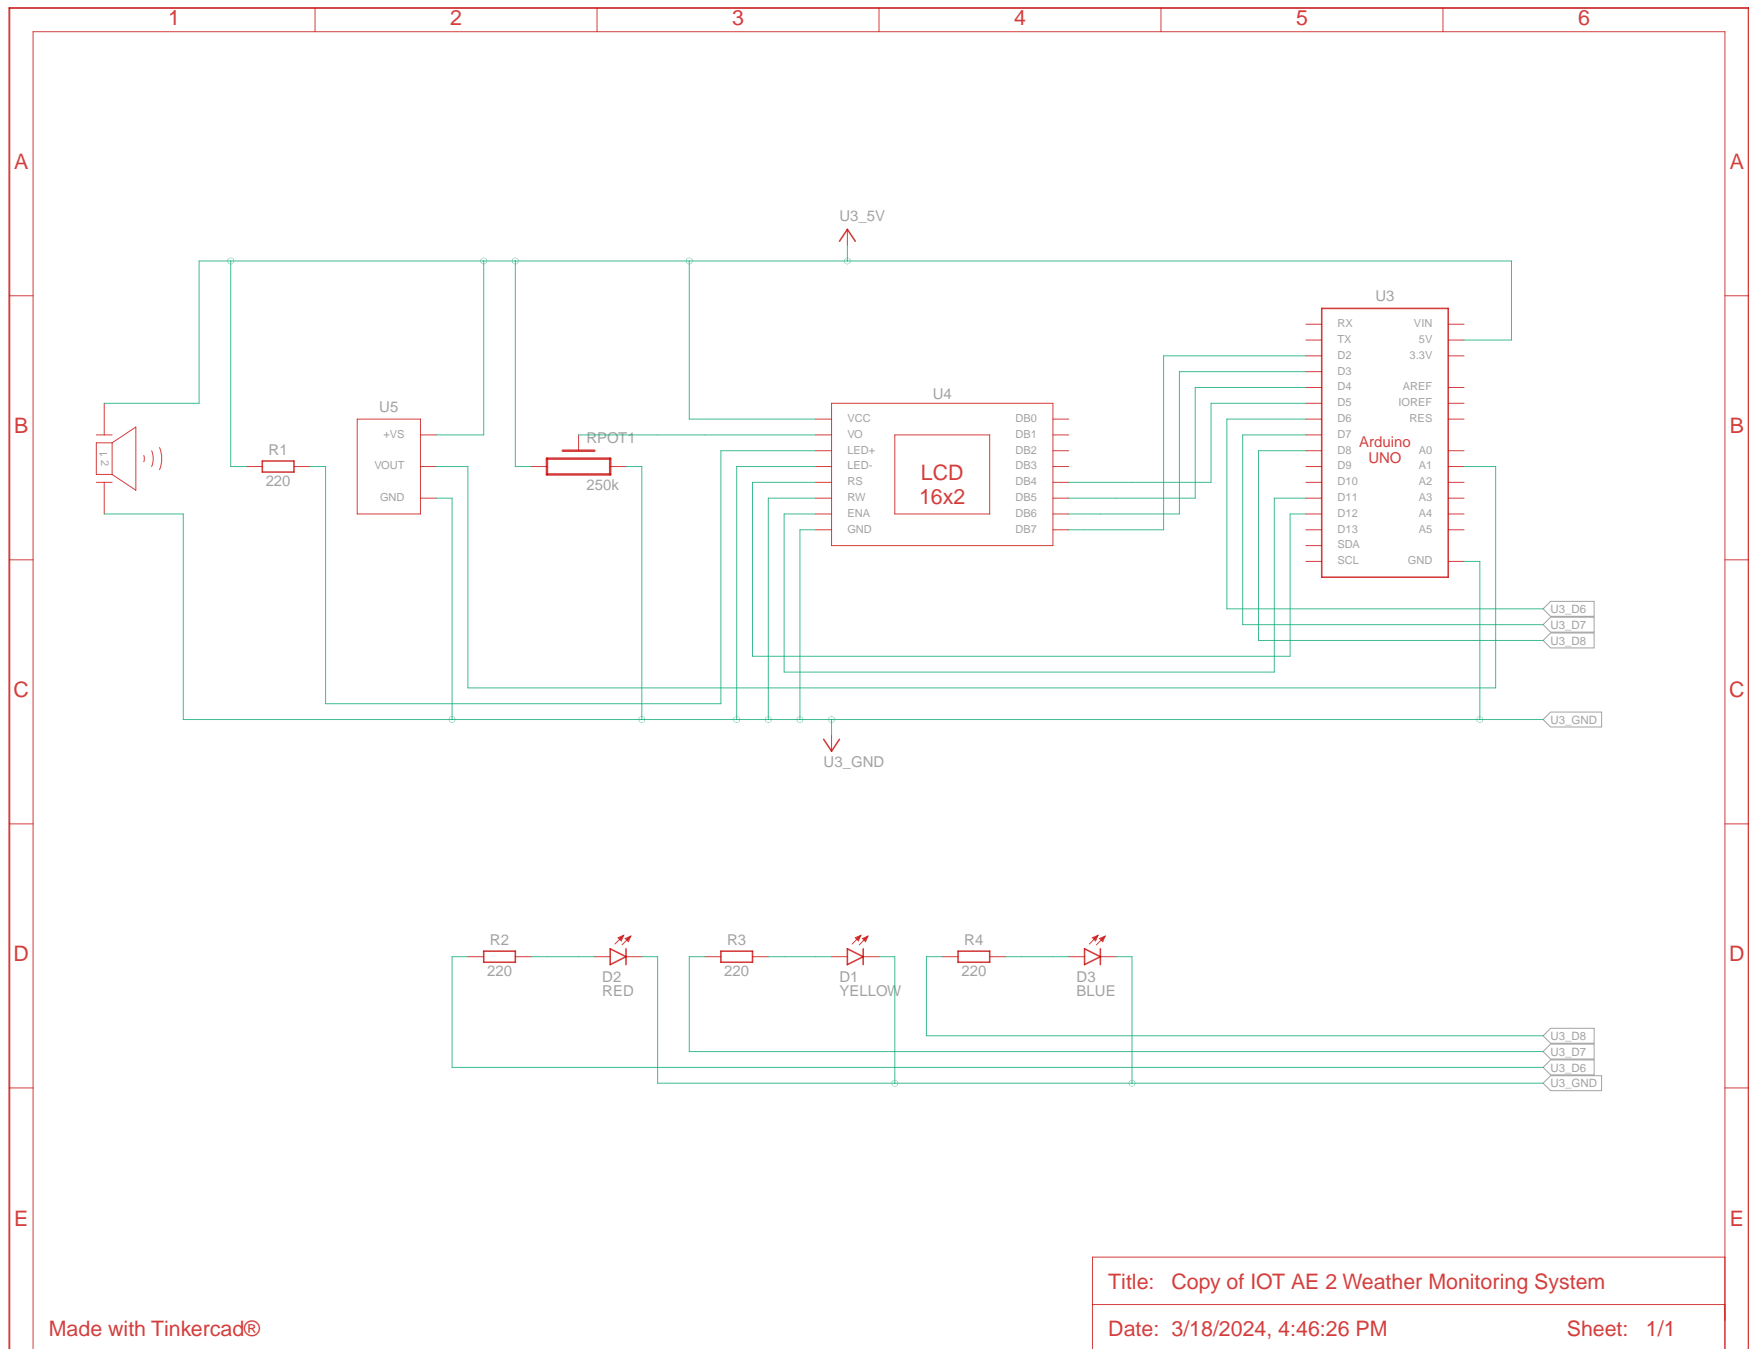 1 2 3 4 5 6
A A
U3_5V
U3
RX VIN
TX 5V
D2 3.3V
D3
D4 AREF
D5 IOREF
D6 RES
D7
D8 A0
D9 A1
D10 A2
D11 A3
D12 A4
D13 A5
SDA
SCL GND
Arduino
UNO
B B
U4
VCC DB0
VO DB1
LED+ DB2
LED- DB3
RS DB4
RW DB5
ENA DB6
GND DB7
LCD
16x2
U5
+VS
VOUT
GND
R1
220
RPOT1
250k
1 2
U3_D6
U3_D7
U3_D8
C C
U3_GND
U3_GND
D D
R2
220
D2
RED
R3
220
D1
YELLOW
R4
220
D3
BLUE
U3_D8
U3_D7
U3_D6
U3_GND
E E
Title: Copy of IOT AE 2 Weather Monitoring System
Made with Tinkercad®
Date: 3/18/2024, 4:46:26 PM Sheet: 1/1